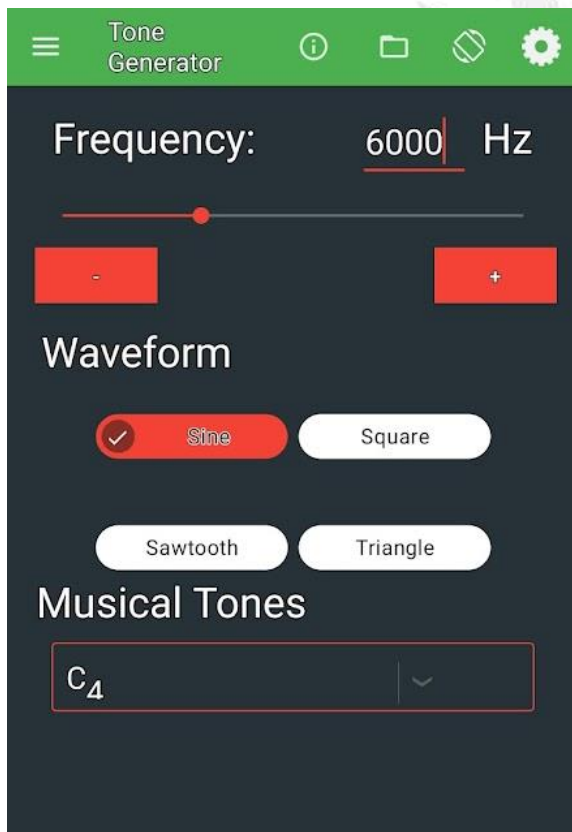 Tone
Generator
Frequency: 6000 Hz
- +
Waveform
Sine Square
Sawtooth Triangle
Musical Tones
C₄